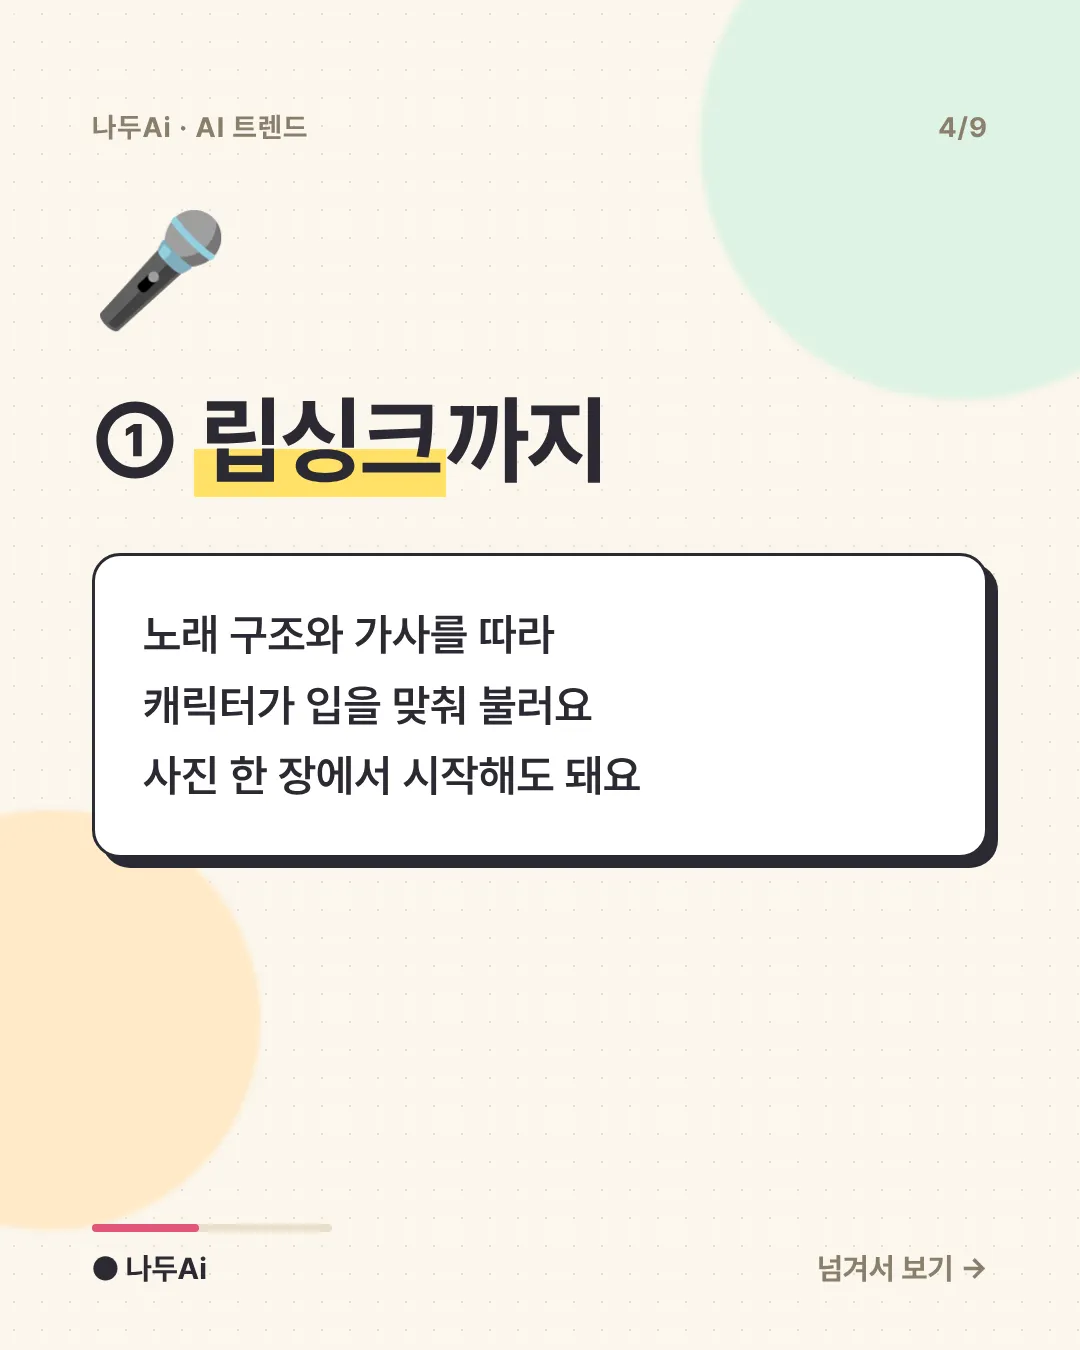 나두Ai · AI 트렌드
4/9
① 립싱크까지
노래 구조와 가사를 따라
캐릭터가 입을 맞춰 불러요
사진 한 장에서 시작해도 돼요
나두Ai
넘겨서 보기 →